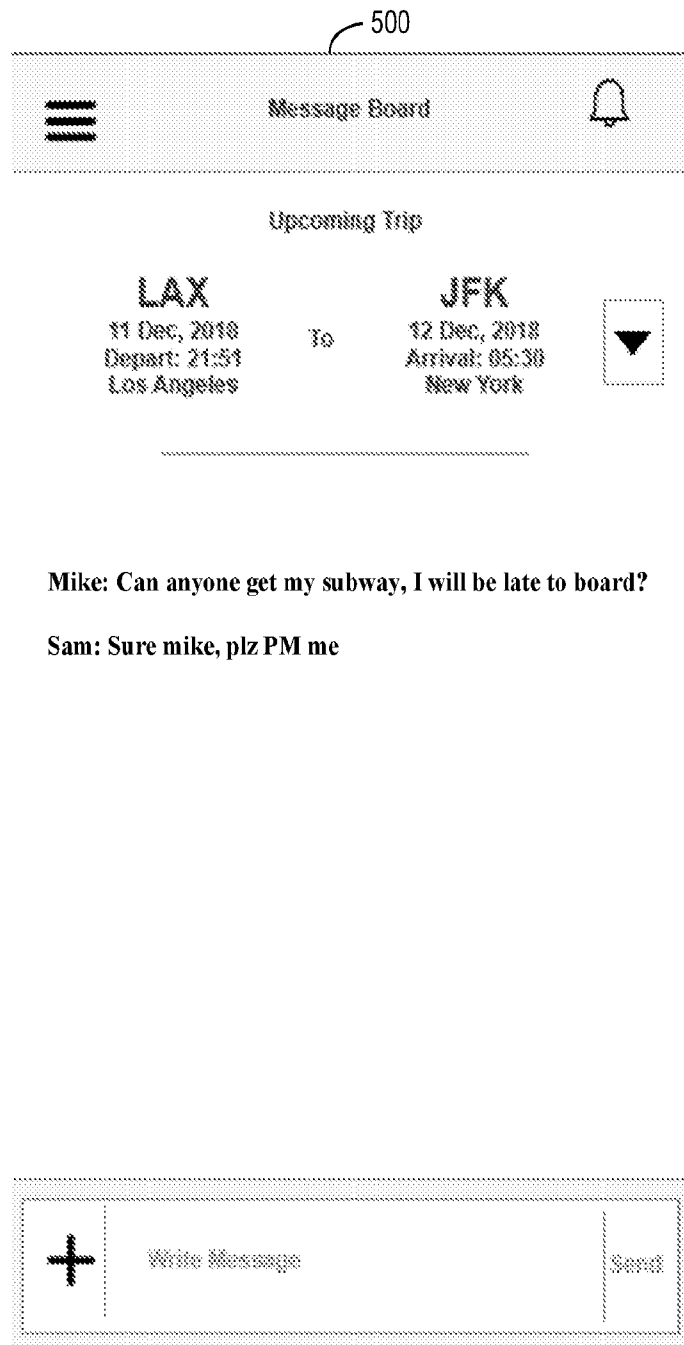 500
Message Board
Upcoming Trip
LAX
JFK
11 Dec, 2018
To
12 Dec, 2018
Depart: 21:51
Arrival: 05:30
Los Angeles
New York
Mike: Can anyone get my subway, I will be late to board?
Sam: Sure mike, plz PM me
Write Message
Send